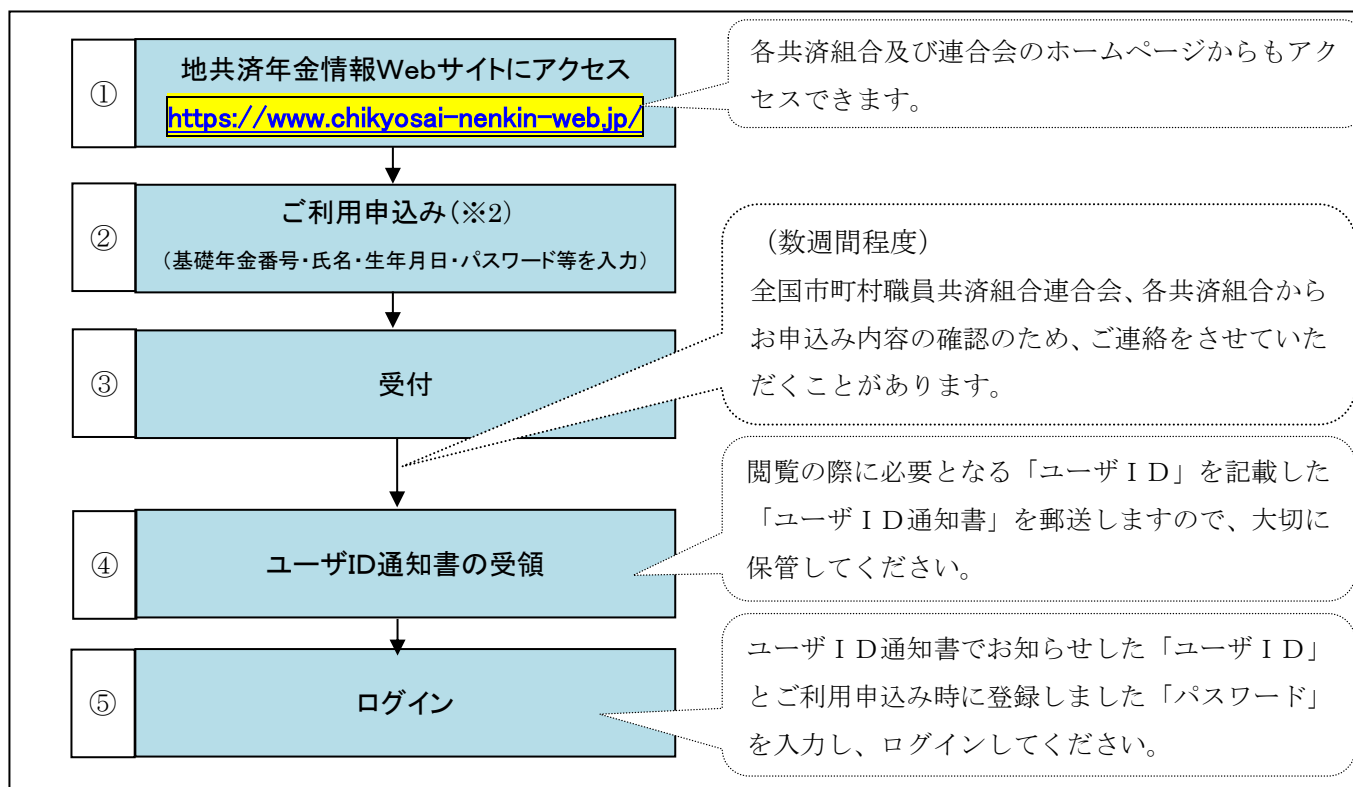 ①
地共済年金情報Webサイトにアクセス
https://www.chikyosai-nenkin-web.jp/
各共済組合及び連合会のホームページからもアク
セスできます。
②
ご利用申込み(※2)
(基礎年金番号・氏名・生年月日・パスワード等を入力)
(数週間程度)
全国市町村職員共済組合連合会、各共済組合から
お申込み内容の確認のため、ご連絡をさせていた
だくことがあります。
③
受付
閲覧の際に必要となる「ユーザID」を記載した
「ユーザID通知書」を郵送しますので、大切に
保管してください。
④
ユーザID通知書の受領
ユーザID通知書でお知らせした「ユーザID」
とご利用申込み時に登録しました「パスワード」
を入力し、ログインしてください。
⑤
ログイン